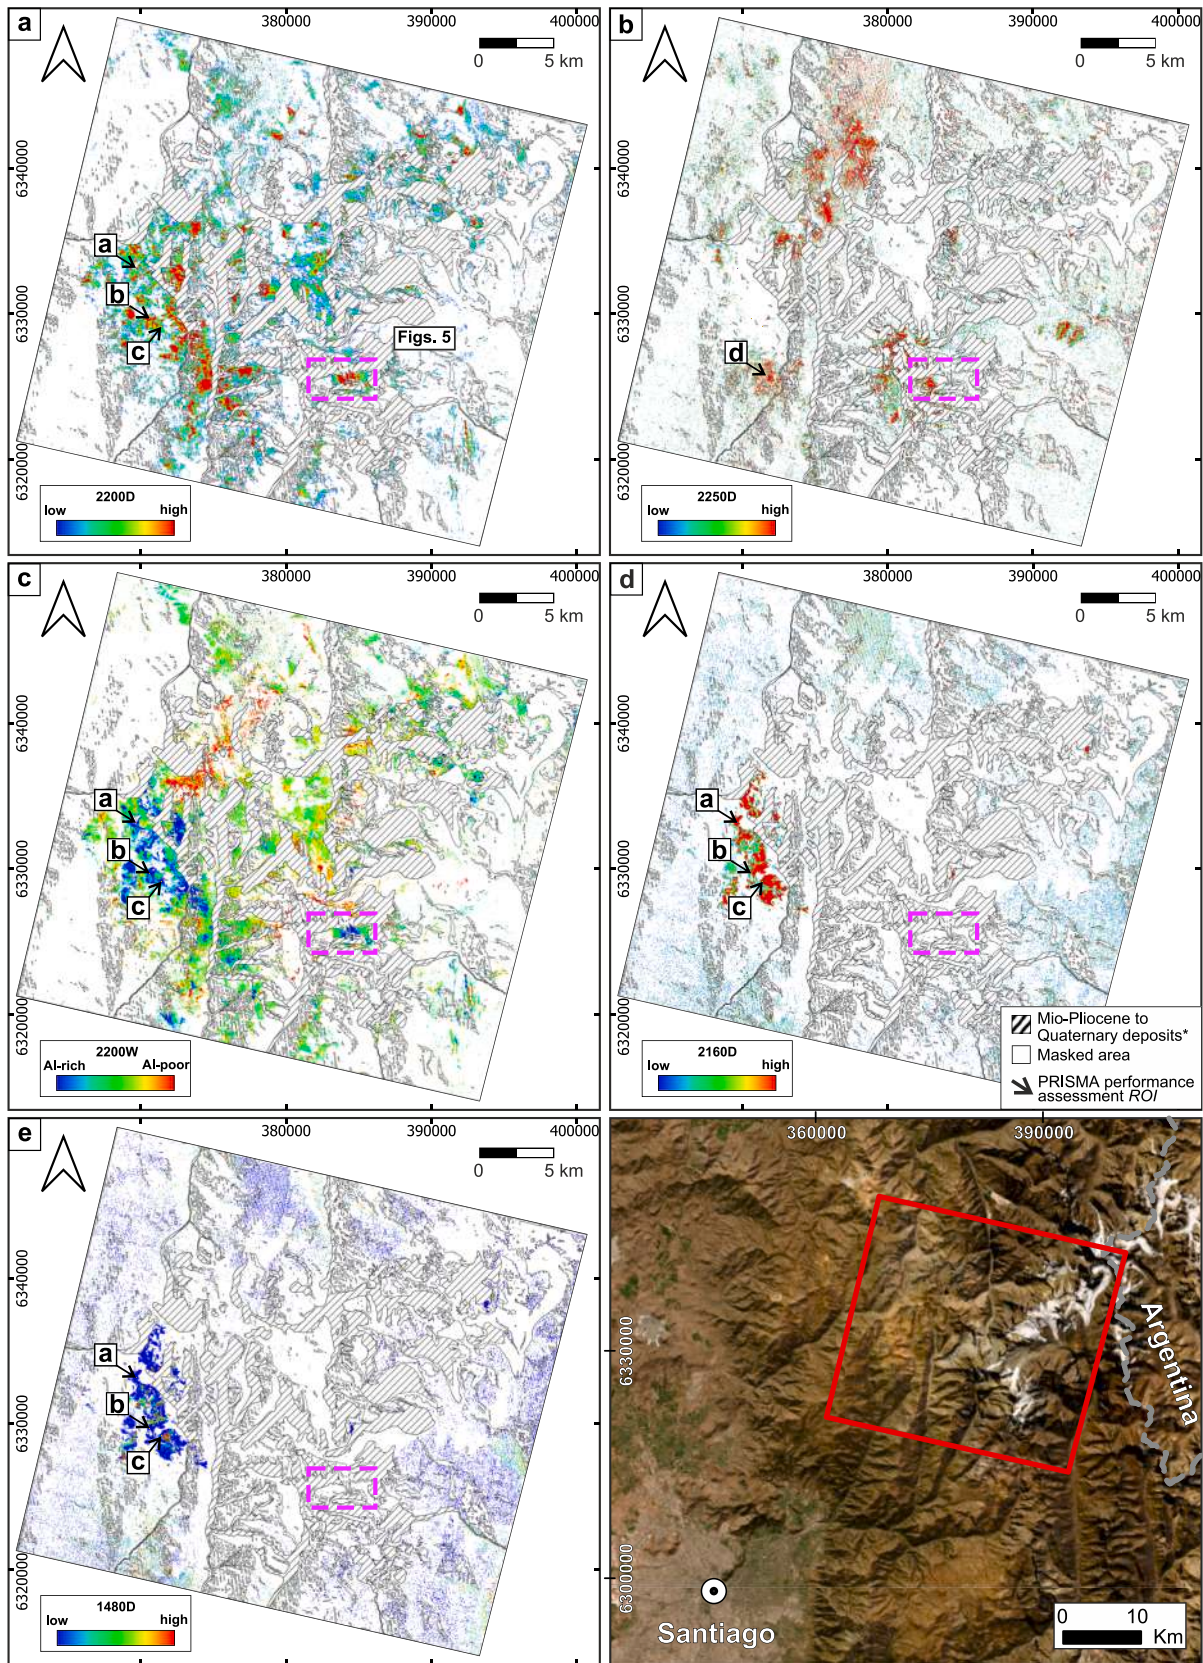 a
380000
390000
400000
0
5 km
6340000
6330000
6320000
a
b
c
Figs. 5
2200D
low
high
b
380000
390000
400000
0
5 km
6340000
6330000
6320000
d
2250D
low
high
c
380000
390000
400000
0
5 km
6340000
6330000
6320000
a
b
c
2200W
Al-rich
Al-poor
d
380000
390000
400000
0
5 km
6340000
6330000
6320000
a
b
c
2160D
low
high
Mio-Pliocene to
Quaternary deposits*
Masked area
PRISMA performance
assessment ROI
e
380000
390000
400000
0
5 km
6340000
6330000
6320000
a
b
c
1480D
low
high
360000
390000
6330000
6300000
Argentina
Santiago
0
10
Km